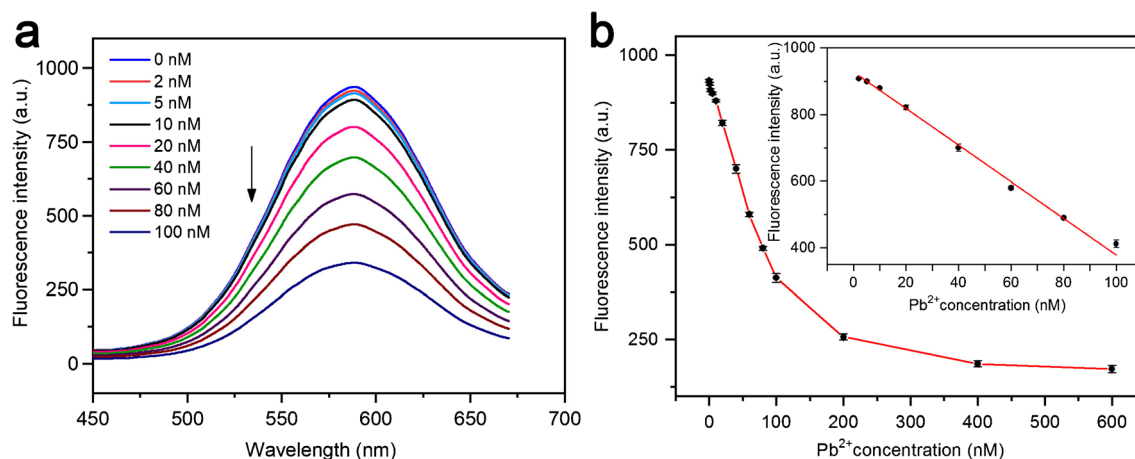 a
Fluorescence intensity (a.u.)
1000
750
500
250
0
0 nM
2 nM
5 nM
10 nM
20 nM
40 nM
60 nM
80 nM
100 nM
450 500 550 600 650 700
Wavelength (nm)
b
Fluorescence intensity (a.u.)
1000
750
500
250
0 100 200 300 400 500 600
Pb²⁺concentration (nM)
Fluorescence intensity (a.u.)
1000
800
600
400
0 20 40 60 80 100
Pb²⁺concentration (nM)